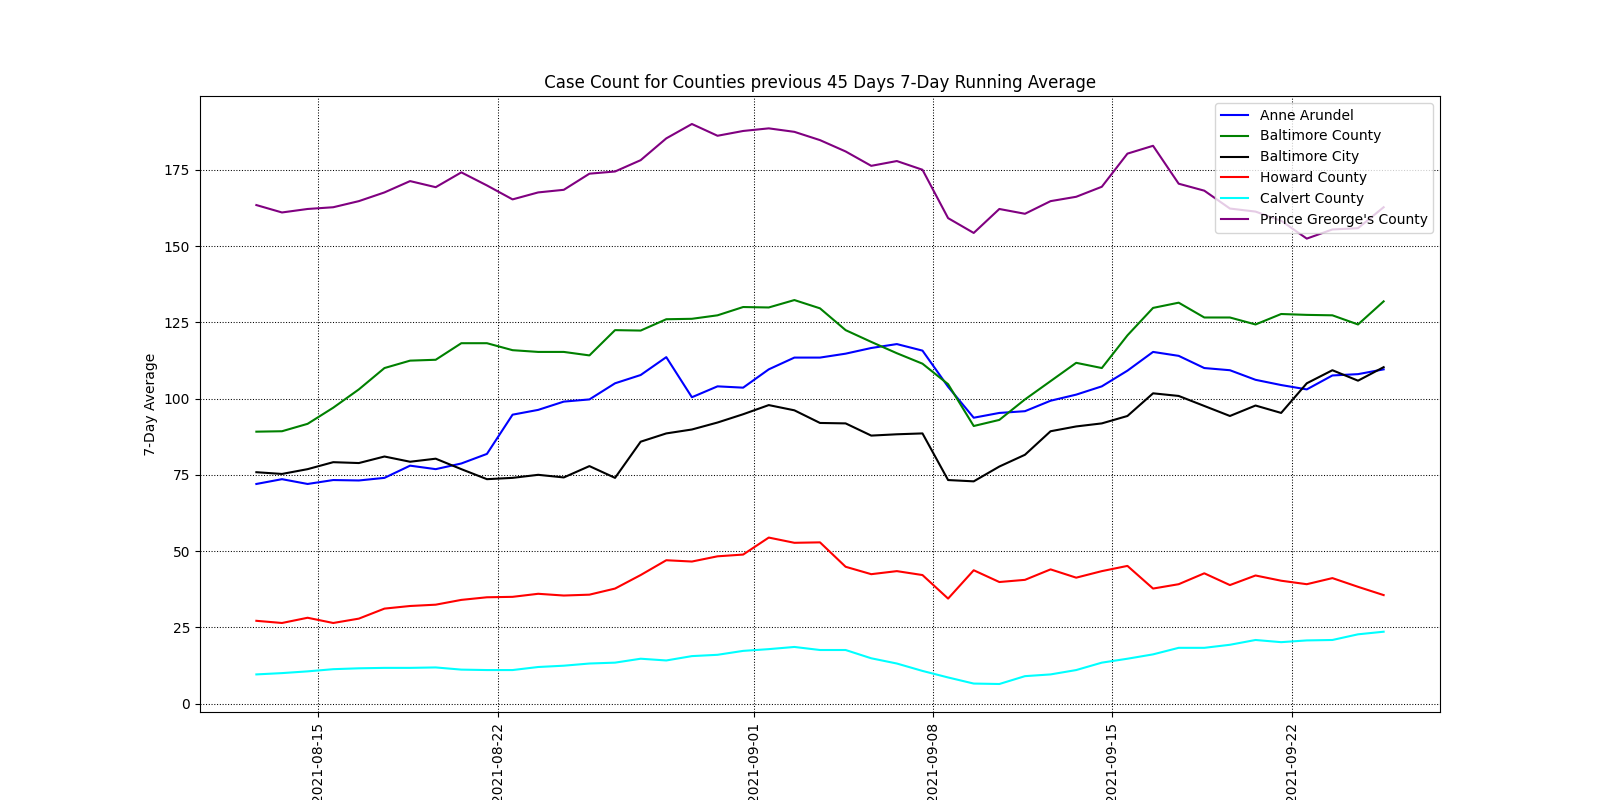 Case Count for Counties previous 45 Days 7-Day Running Average
Anne Arundel
Baltimore County
Baltimore City
Howard County
Calvert County
Prince Greorge's County
7-Day Average
175
150
125
100
75
50
25
0
2021-08-15
2021-08-22
2021-09-01
2021-09-08
2021-09-15
2021-09-22